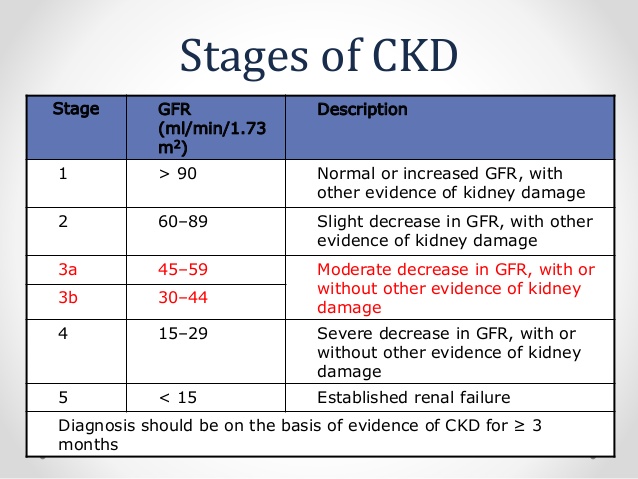 Stages of CKD
Stage
GFR
(ml/min/1.73
m²)
Description
1
> 90
Normal or increased GFR, with
other evidence of kidney damage
2
60–89
Slight decrease in GFR, with other
evidence of kidney damage
3a
45–59
Moderate decrease in GFR, with or
without other evidence of kidney
damage
3b
30–44
4
15–29
Severe decrease in GFR, with or
without other evidence of kidney
damage
5
< 15
Established renal failure
Diagnosis should be on the basis of evidence of CKD for ≥ 3
months